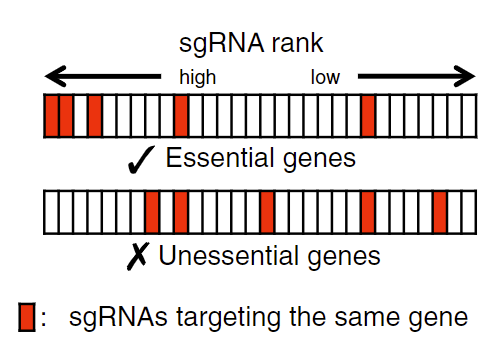 sgRNA rank
high low
✓ Essential genes
✗ Unessential genes
: sgRNAs targeting the same gene